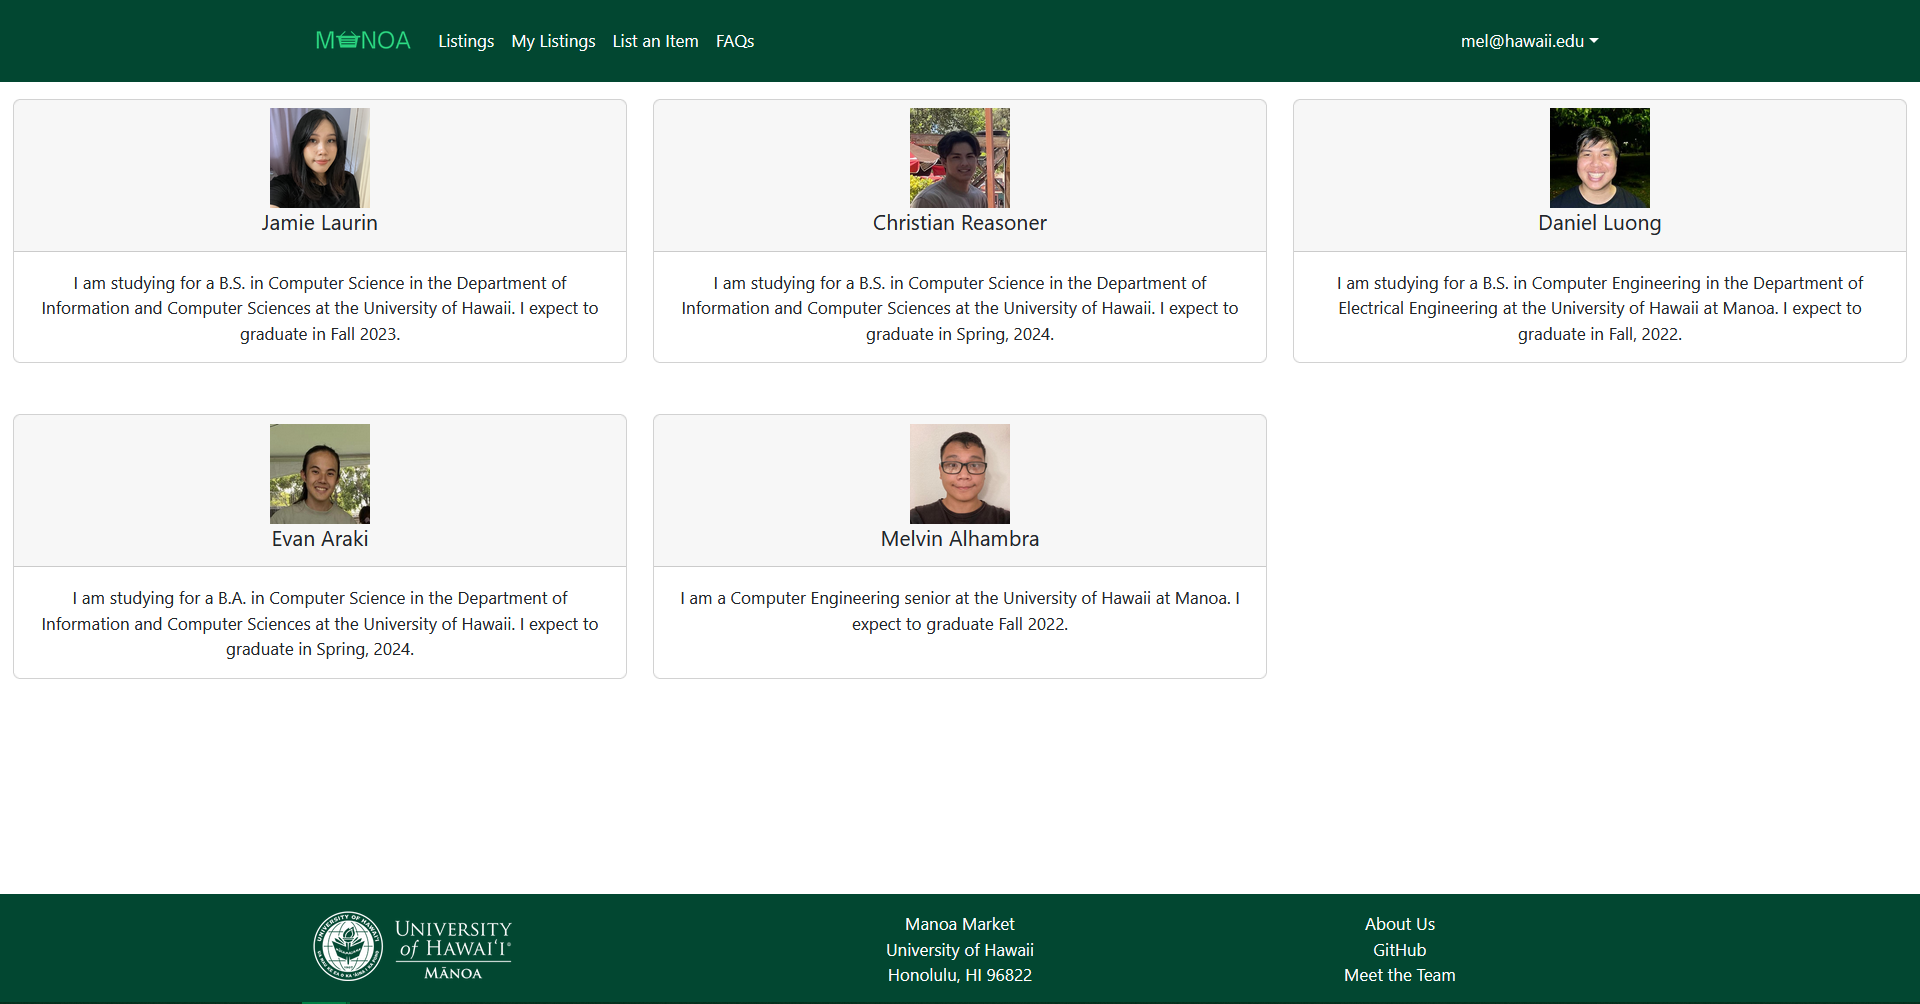 M NOA Listings My Listings List an Item FAQs mel@hawaii.edu
Jamie Laurin
I am studying for a B.S. in Computer Science in the Department of
Information and Computer Sciences at the University of Hawaii. I expect to
graduate in Fall 2023.
Christian Reasoner
I am studying for a B.S. in Computer Science in the Department of
Information and Computer Sciences at the University of Hawaii. I expect to
graduate in Spring, 2024.
Daniel Luong
I am studying for a B.S. in Computer Engineering in the Department of
Electrical Engineering at the University of Hawaii at Manoa. I expect to
graduate in Fall, 2022.
Evan Araki
I am studying for a B.A. in Computer Science in the Department of
Information and Computer Sciences at the University of Hawaii. I expect to
graduate in Spring, 2024.
Melvin Alhambra
I am a Computer Engineering senior at the University of Hawaii at Manoa. I
expect to graduate Fall 2022.
UNIVERSITY
of HAWAIʻI®
MĀNOA
Manoa Market
University of Hawaii
Honolulu, HI 96822
About Us
GitHub
Meet the Team